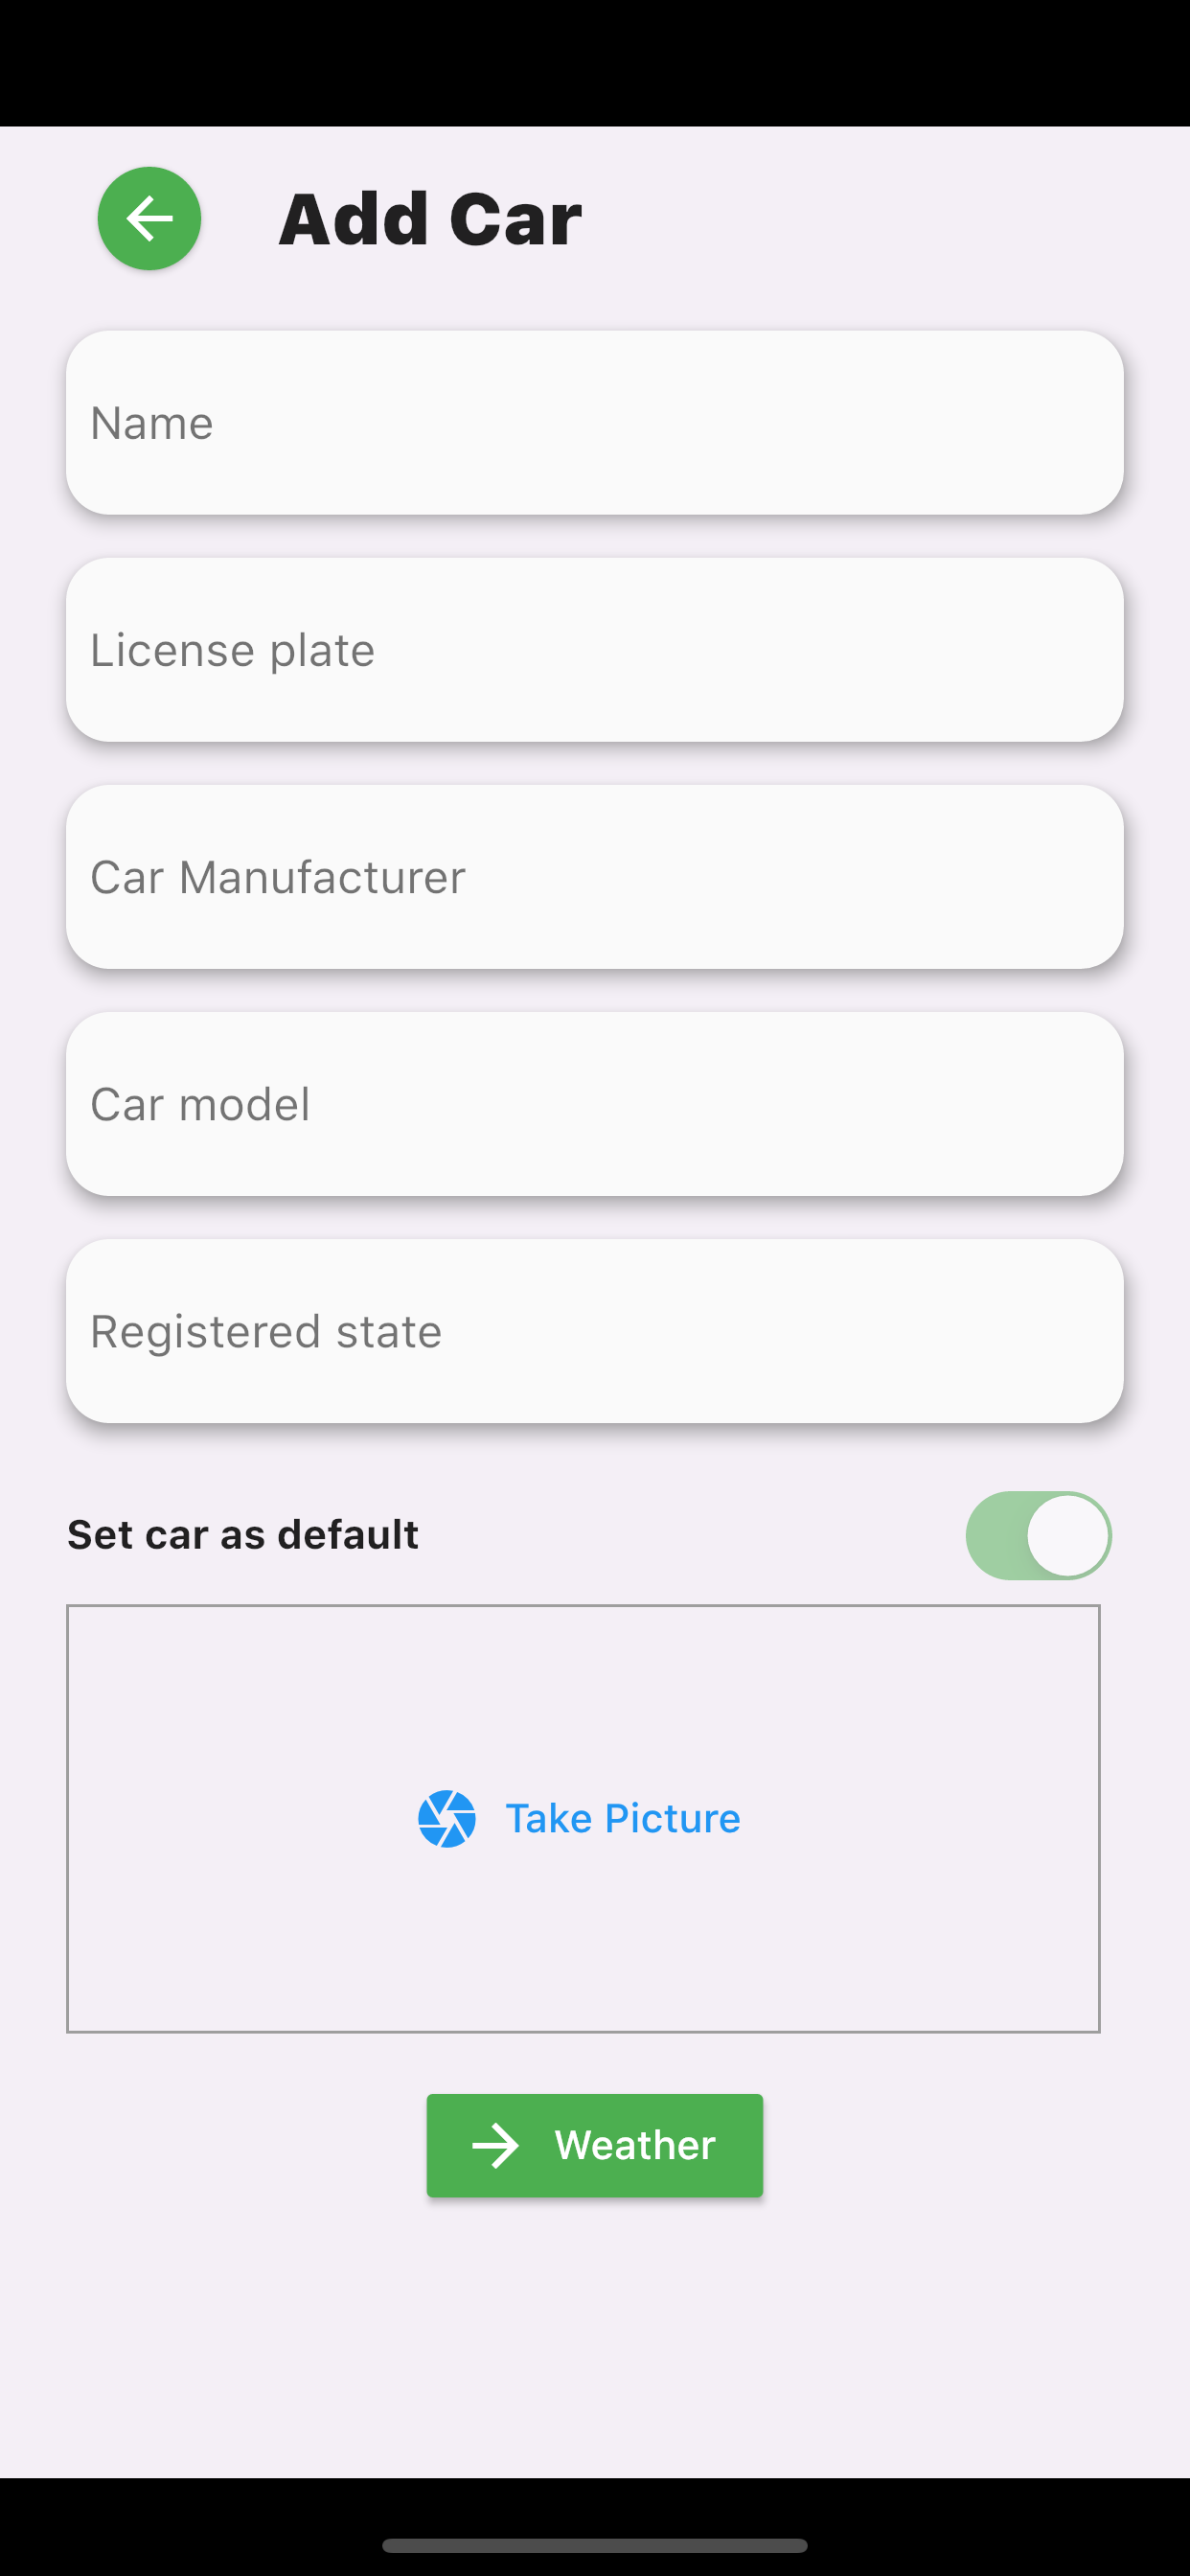 Add Car
Name
License plate
Car Manufacturer
Car model
Registered state
Set car as default
Take Picture
Weather